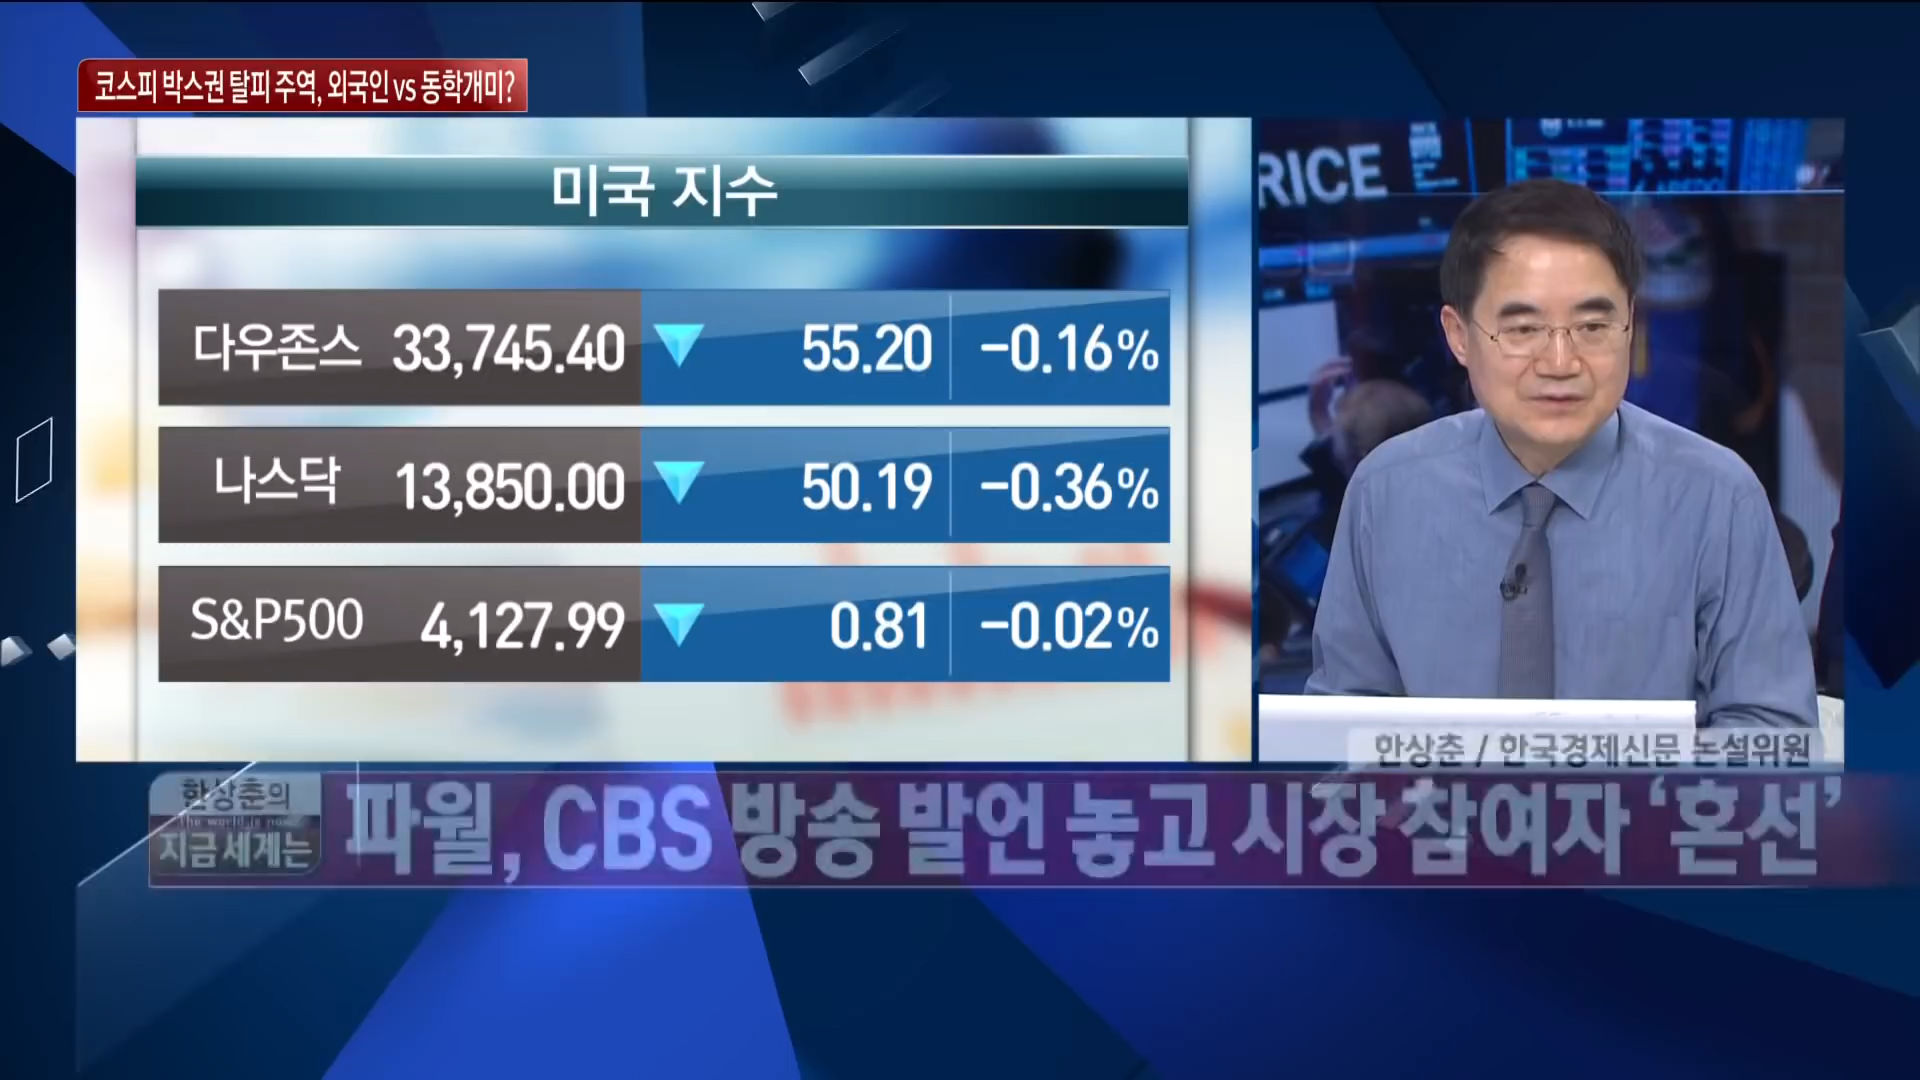 코스피 박스권 탈피 주역, 외국인 vs 동학개미?
미국 지수
다우존스 33,745.40 ▼ 55.20 -0.16%
나스닥 13,850.00 ▼ 50.19 -0.36%
S&P500 4,127.99 ▼ 0.81 -0.02%
RICE
한상춘 / 한국경제신문 논설위원
한상춘의
The world is now
지금 세계는
파월, CBS 방송 발언 놓고 시장 참여자 ‘혼선’